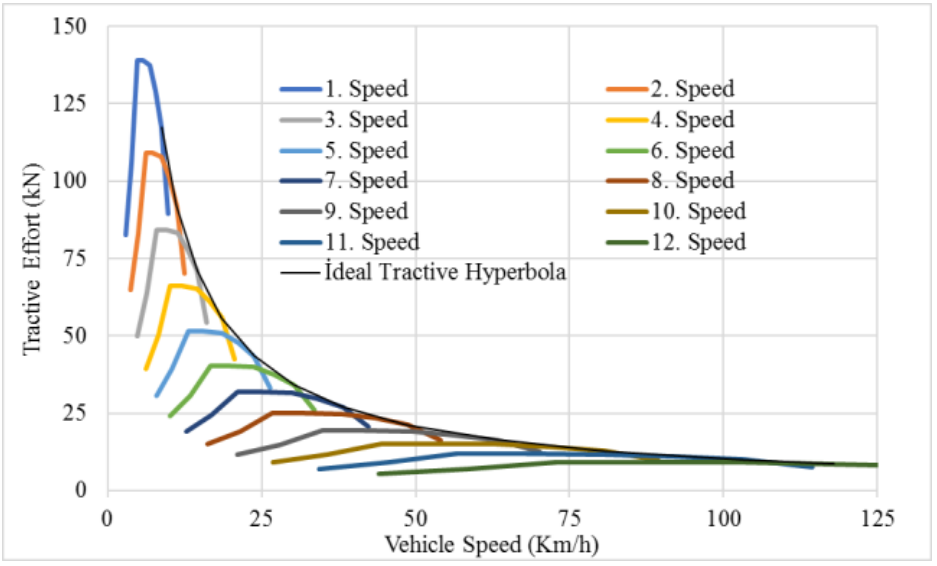 150
125
100
75
50
25
0
Tractive Effort (kN)
1. Speed
2. Speed
3. Speed
4. Speed
5. Speed
6. Speed
7. Speed
8. Speed
9. Speed
10. Speed
11. Speed
12. Speed
İdeal Tractive Hyperbola
0 25 50 75 100 125
Vehicle Speed (Km/h)